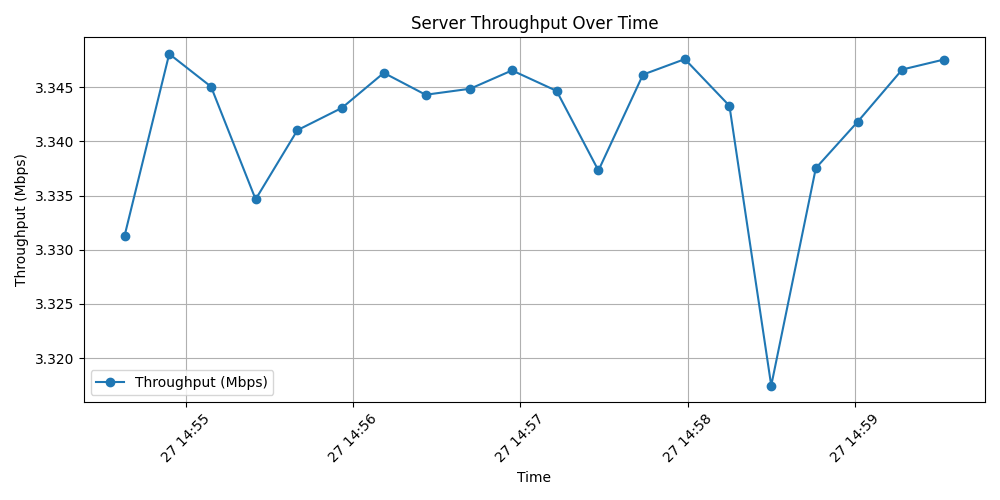 Server Throughput Over Time
Throughput (Mbps)
3.345
3.340
3.335
3.330
3.325
3.320
Throughput (Mbps)
27 14:55
27 14:56
27 14:57
27 14:58
27 14:59
Time